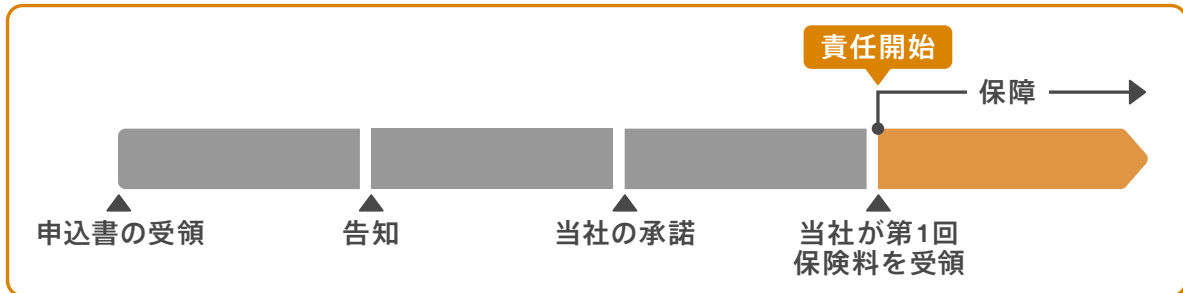 責任開始
保障
申込書の受領
告知
当社の承諾
当社が第1回
保険料を受領